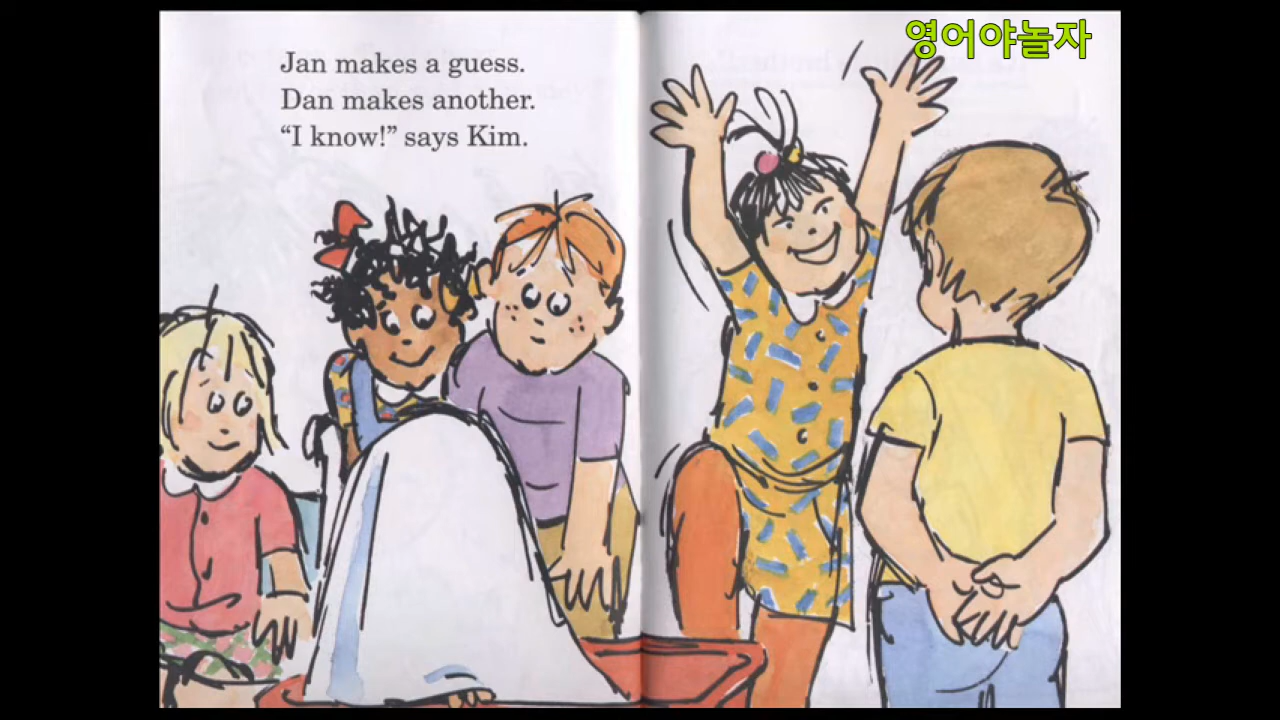 영어야놀자
Jan makes a guess.
Dan makes another.
“I know!” says Kim.